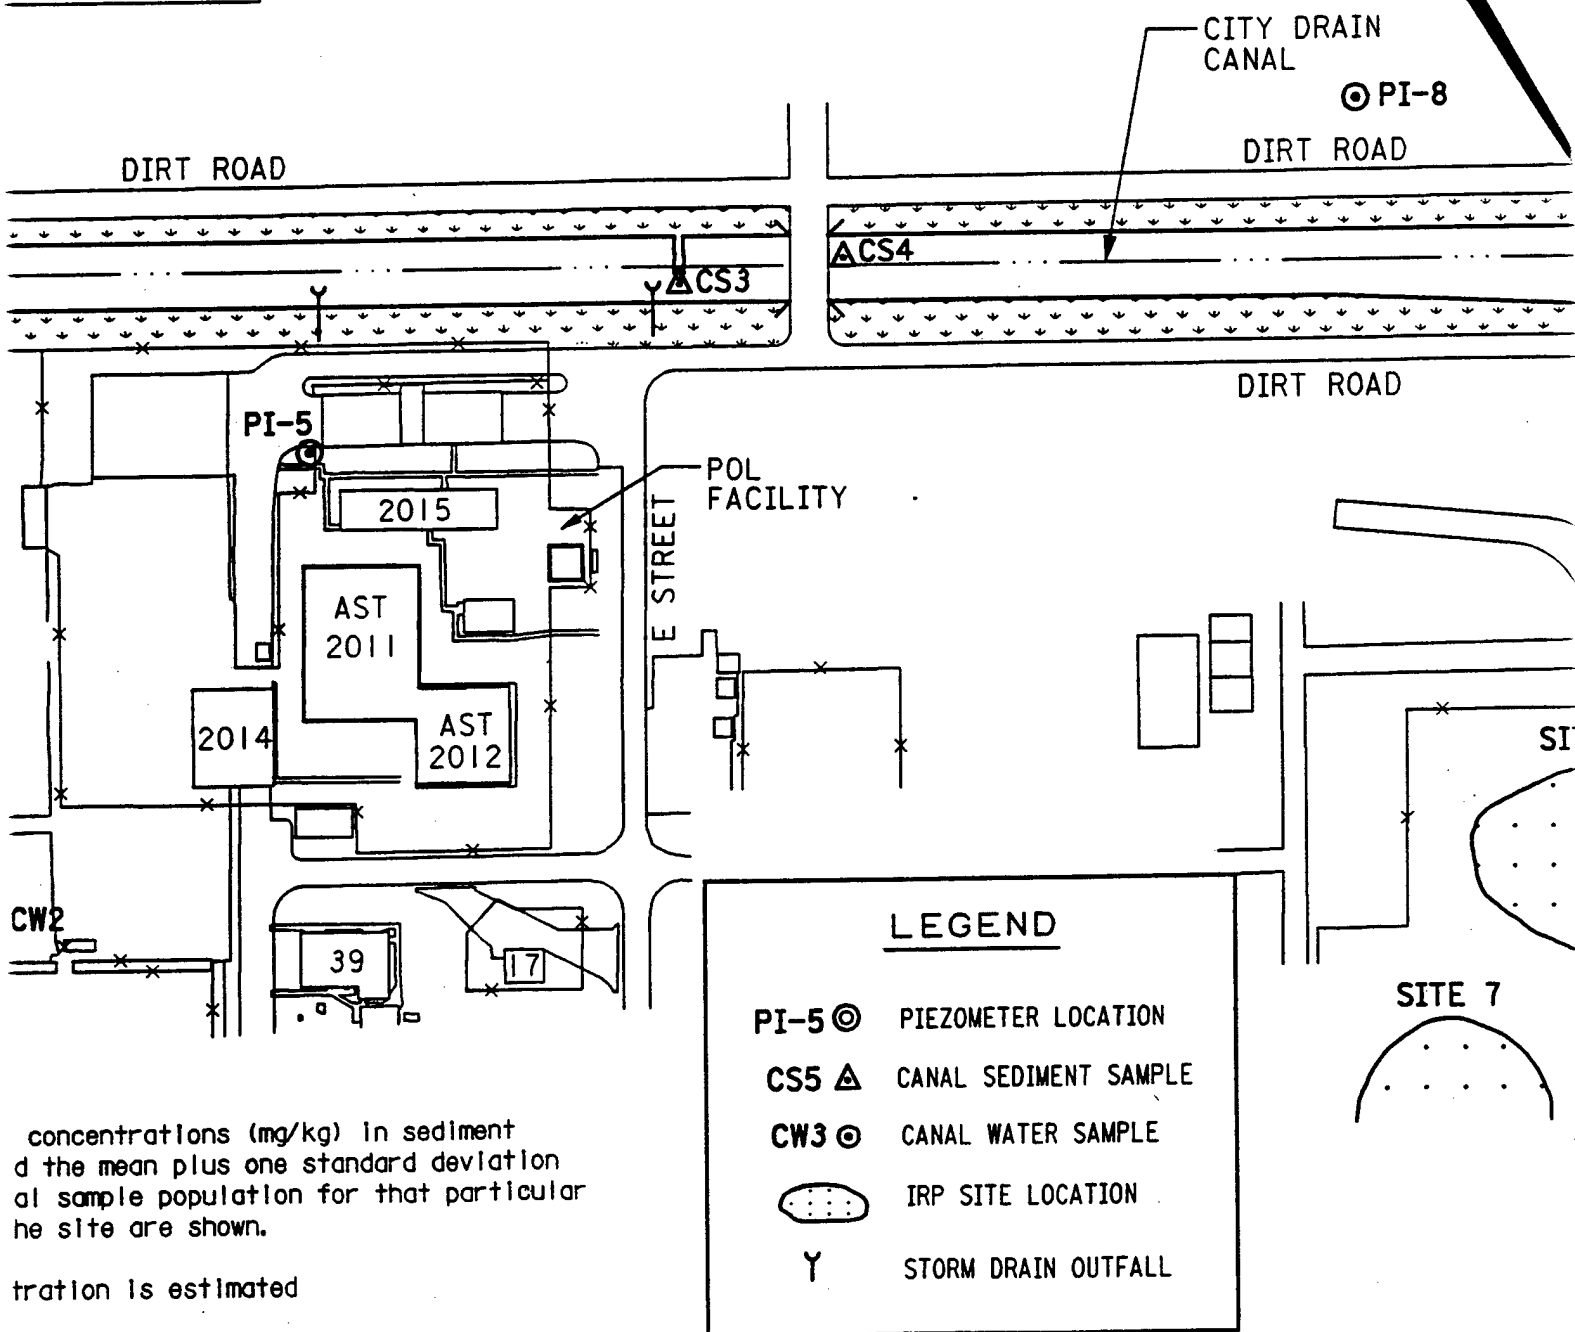 CITY DRAIN
CANAL
PI-8
DIRT ROAD
DIRT ROAD
CS4
CS3
DIRT ROAD
PI-5
POL
FACILITY
2015
E STREET
AST
2011
2014
AST
2012
SI
CW2
39
17
SITE 7
LEGEND
PI-5 PIEZOMETER LOCATION
CS5 CANAL SEDIMENT SAMPLE
CW3 CANAL WATER SAMPLE
IRP SITE LOCATION
STORM DRAIN OUTFALL
concentrations (mg/kg) in sediment
d the mean plus one standard deviation
al sample population for that particular
he site are shown.
tration is estimated